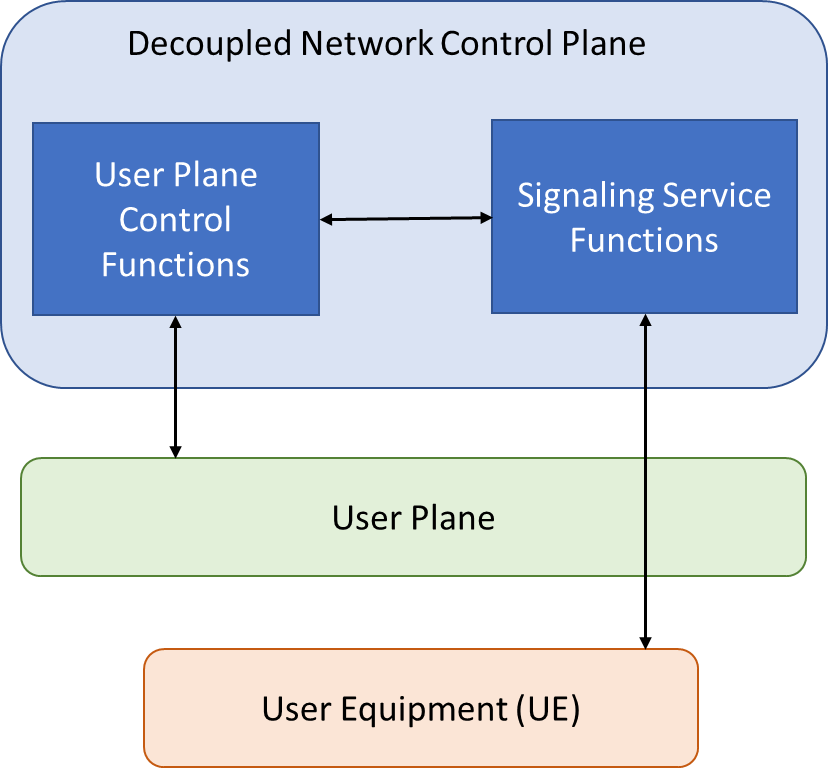 Decoupled Network Control Plane
User Plane
Control
Functions
Signaling Service
Functions
User Plane
User Equipment (UE)